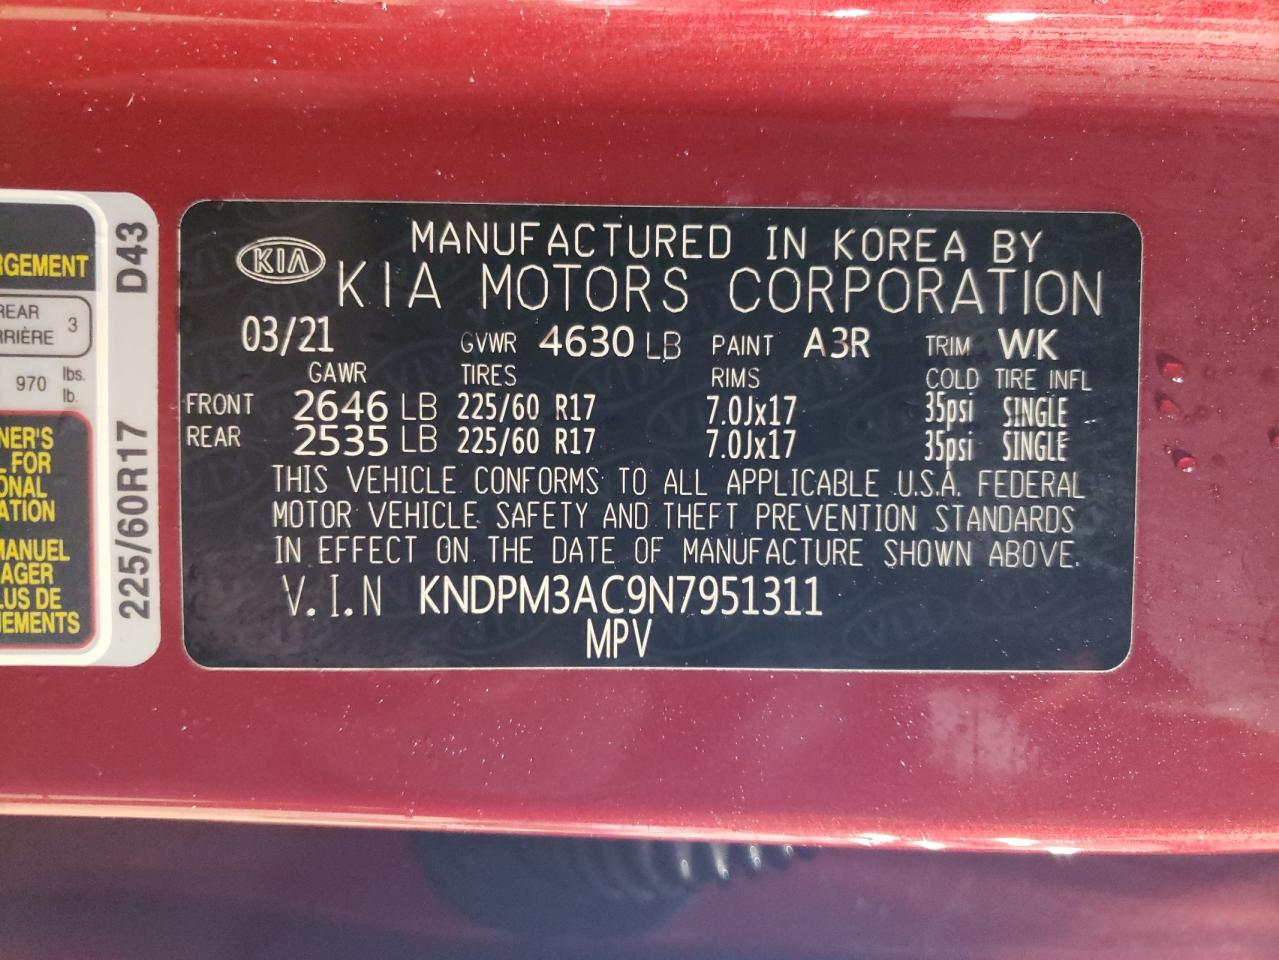 RGEMENT
REAR
RRIÈRE 3
970 lbs.
lb.
NER'S
L FOR
ONAL
ATION
MANUEL
AGER
LUS DE
GEMENTS
D43
225/60R17
KIA
MANUFACTURED IN KOREA BY
KIA MOTORS CORPORATION
03/21 GVWR 4630 LB PAINT A3R TRIM WK
GAWR TIRES RIMS COLD TIRE INFL
FRONT 2646 LB 225/60 R17 7.0Jx17 35psi SINGLE
REAR 2535 LB 225/60 R17 7.0Jx17 35psi SINGLE
THIS VEHICLE CONFORMS TO ALL APPLICABLE U.S.A. FEDERAL
MOTOR VEHICLE SAFETY AND THEFT PREVENTION STANDARDS
IN EFFECT ON THE DATE OF MANUFACTURE SHOWN ABOVE.
V.I.N KNDPM3AC9N7951311
MPV